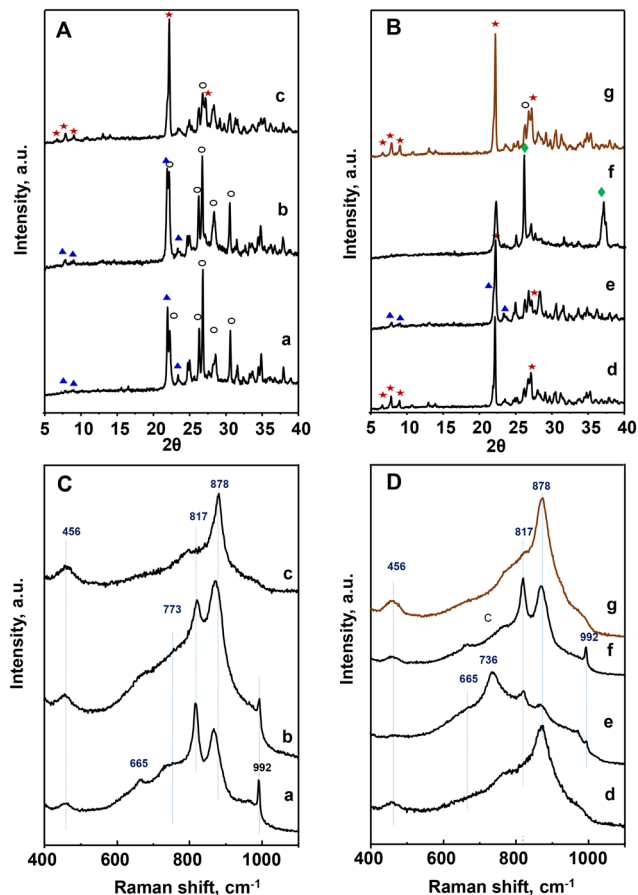 A
B
c
b
a
g
f
e
d
Intensity, a.u.
Intensity, a.u.
5 10 15 20 25 30 35 40
5 10 15 20 25 30 35 40
2θ
2θ
C
D
878
817
456
773
665
992
c
b
a
878
817
456
C
992
736
665
g
f
e
d
Intensity, a.u.
Intensity, a.u.
400 600 800 1000
400 600 800 1000
Raman shift, cm-1
Raman shift, cm-1